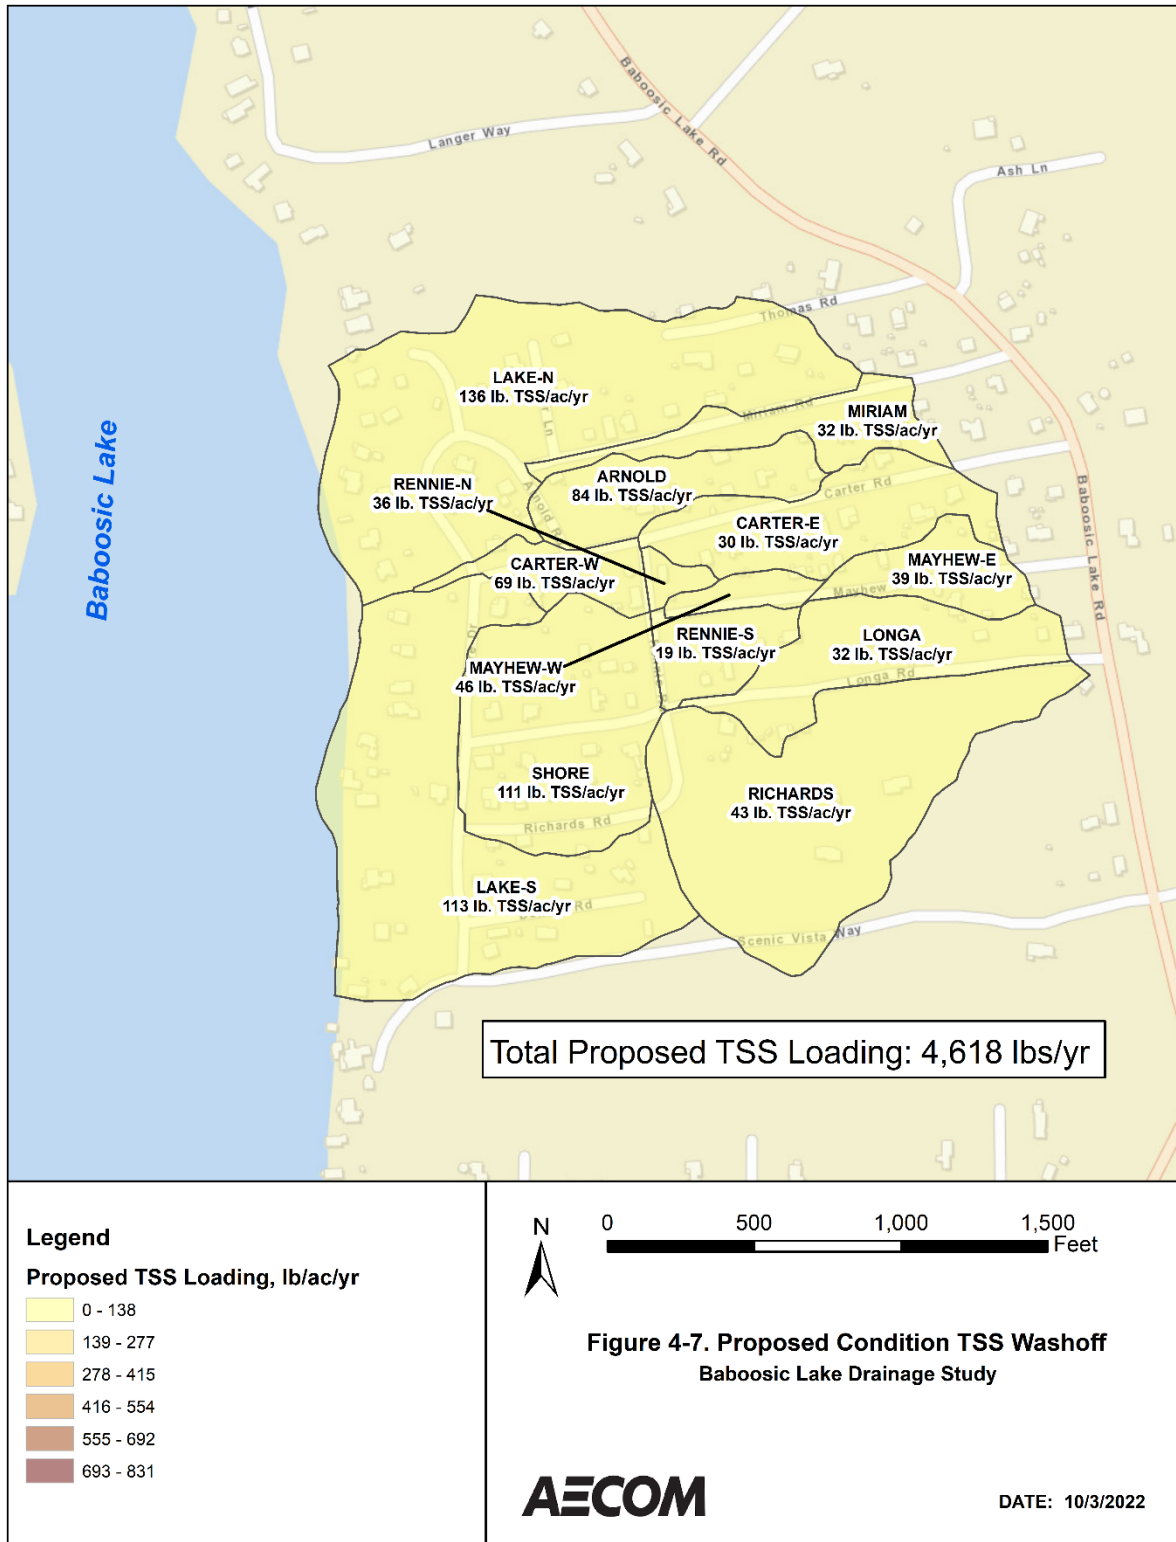 Baboosic Lake Rd
Langer Way
Ash Ln
Thomas Rd
Baboosic Lake
LAKE-N
136 lb. TSS/ac/yr
Ln
Miriam Rd
MIRIAM
32 lb. TSS/ac/yr
RENNIE-N
36 lb. TSS/ac/yr
ARNOLD
84 lb. TSS/ac/yr
Arnold R
Carter Rd
CARTER-E
30 lb. TSS/ac/yr
Baboosic Lake Rd
CARTER-W
69 lb. TSS/ac/yr
MAYHEW-E
39 lb. TSS/ac/yr
Mayhew
RENNIE-S
19 lb. TSS/ac/yr
LONGA
32 lb. TSS/ac/yr
Dr
MAYHEW-W
46 lb. TSS/ac/yr
Longa Rd
SHORE
111 lb. TSS/ac/yr
RICHARDS
43 lb. TSS/ac/yr
Richards Rd
LAKE-S
113 lb. TSS/ac/yr
Rd
Scenic Vista Way
Total Proposed TSS Loading: 4,618 lbs/yr
Legend
Proposed TSS Loading, lb/ac/yr
0 - 138
139 - 277
278 - 415
416 - 554
555 - 692
693 - 831
N
0 500 1,000 1,500
Feet
Figure 4-7. Proposed Condition TSS Washoff
Baboosic Lake Drainage Study
AECOM
DATE: 10/3/2022